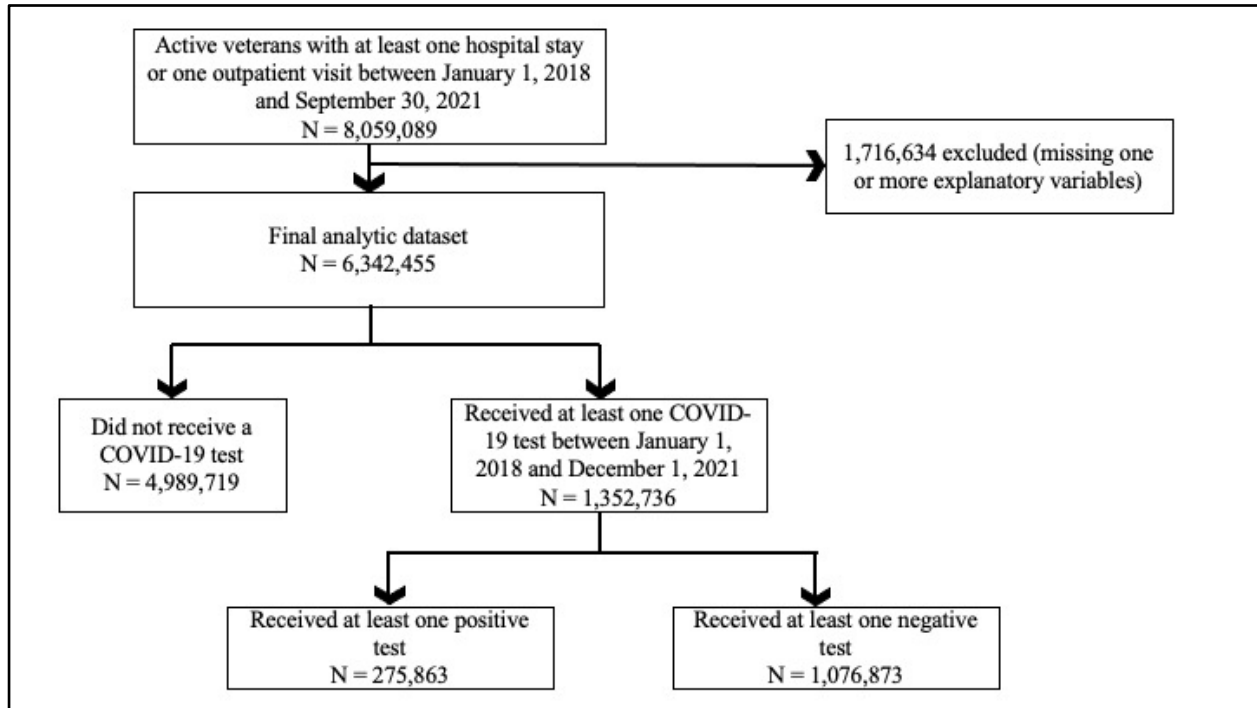 Active veterans with at least one hospital stay
or one outpatient visit between January 1, 2018
and September 30, 2021
N = 8,059,089
1,716,634 excluded (missing one
or more explanatory variables)
Final analytic dataset
N = 6,342,455
Did not receive a
COVID-19 test
N = 4,989,719
Received at least one COVID-
19 test between January 1,
2018 and December 1, 2021
N = 1,352,736
Received at least one positive
test
N = 275,863
Received at least one negative
test
N = 1,076,873